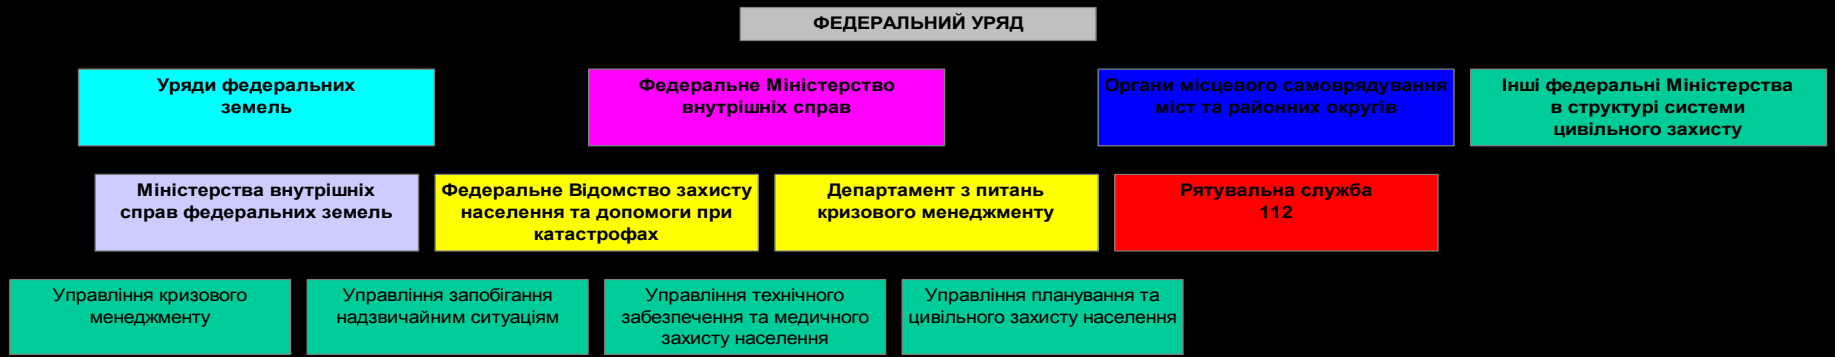 ФЕДЕРАЛЬНИЙ УРЯД
Уряди федеральних
земель
Федеральне Міністерство
внутрішніх справ
Органи місцевого самоврядування
міст та районних округів
Інші федеральні Міністерства
в структурі системи
цивільного захисту
Міністерства внутрішніх
справ федеральних земель
Федеральне Відомство захисту
населення та допомоги при
катастрофах
Департамент з питань
кризового менеджменту
Рятувальна служба
112
Управління кризового
менеджменту
Управління запобігання
надзвичайним ситуаціям
Управління технічного
забезпечення та медичного
захисту населення
Управління планування та
цивільного захисту населення